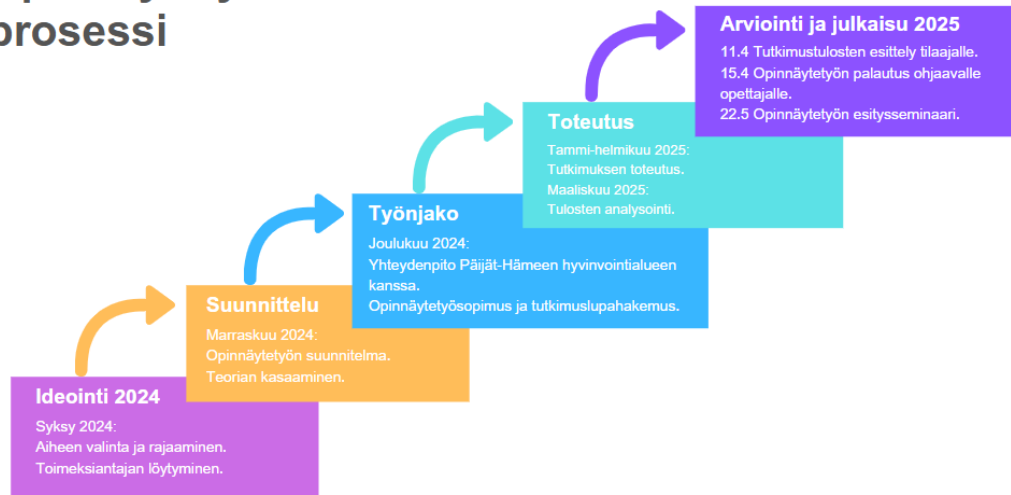 prosessi
Ideointi 2024
Syksy 2024:
Aiheen valinta ja rajaaminen.
Toimeksiantajan löytyminen.
Suunnittelu
Marraskuu 2024:
Opinnäytetyön suunnitelma.
Teorian kasaaminen.
Työnjako
Joulukuu 2024:
Yhteydenpito Päijät-Hämeen hyvinvointialueen
kanssa.
Opinnäytetyösopimus ja tutkimuslupahakemus.
Toteutus
Tammi-helmikuu 2025:
Tutkimuksen toteutus.
Maaliskuu 2025:
Tulosten analysointi.
Arviointi ja julkaisu 2025
11.4 Tutkimustulosten esittely tilaajalle.
15.4 Opinnäytetyön palautus ohjaavalle
opettajalle.
22.5 Opinnäytetyön esitysseminaari.